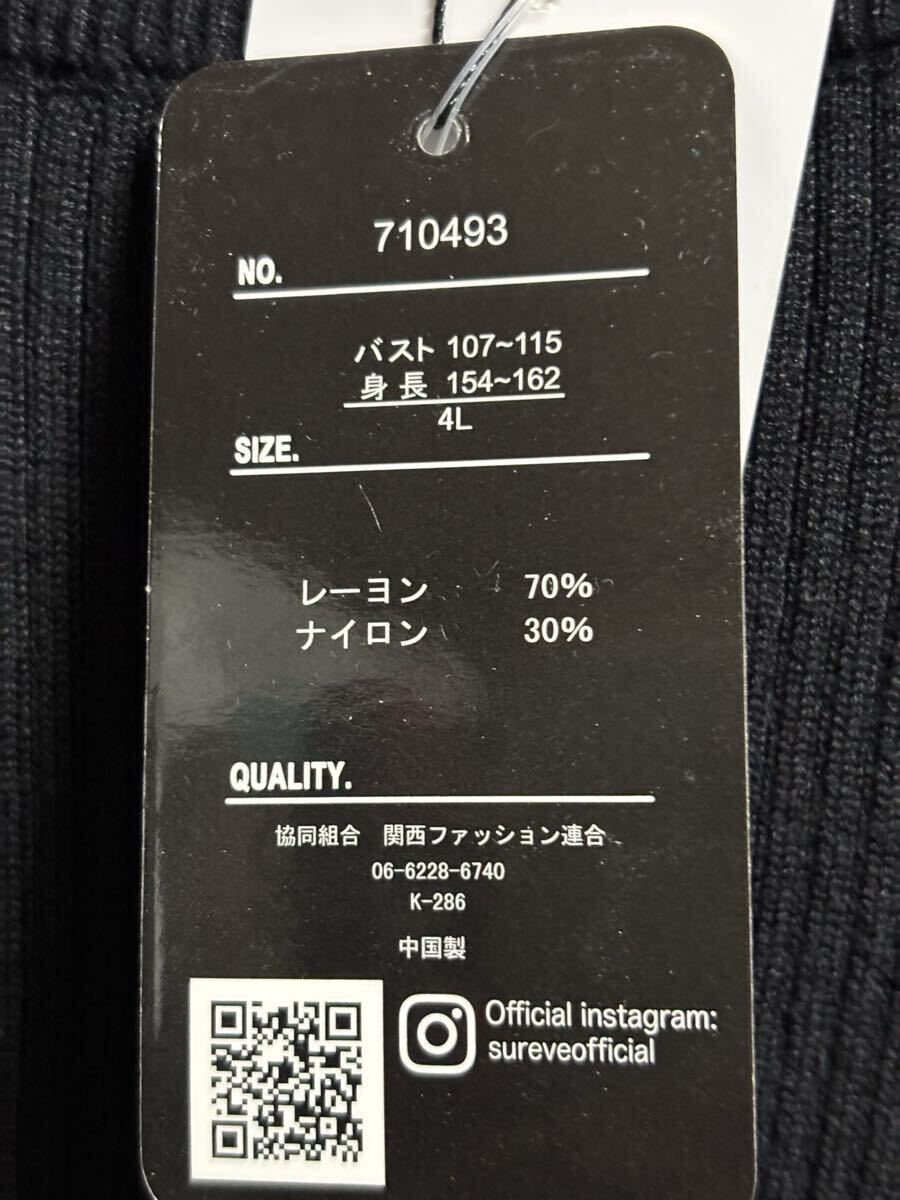 710493
NO.
バスト 107~115
身長 154~162
4L
SIZE.
レーヨン 70%
ナイロン 30%
QUALITY.
協同組合 関西ファッション連合
06-6228-6740
K-286
中国製
Official instagram:
sureveofficial